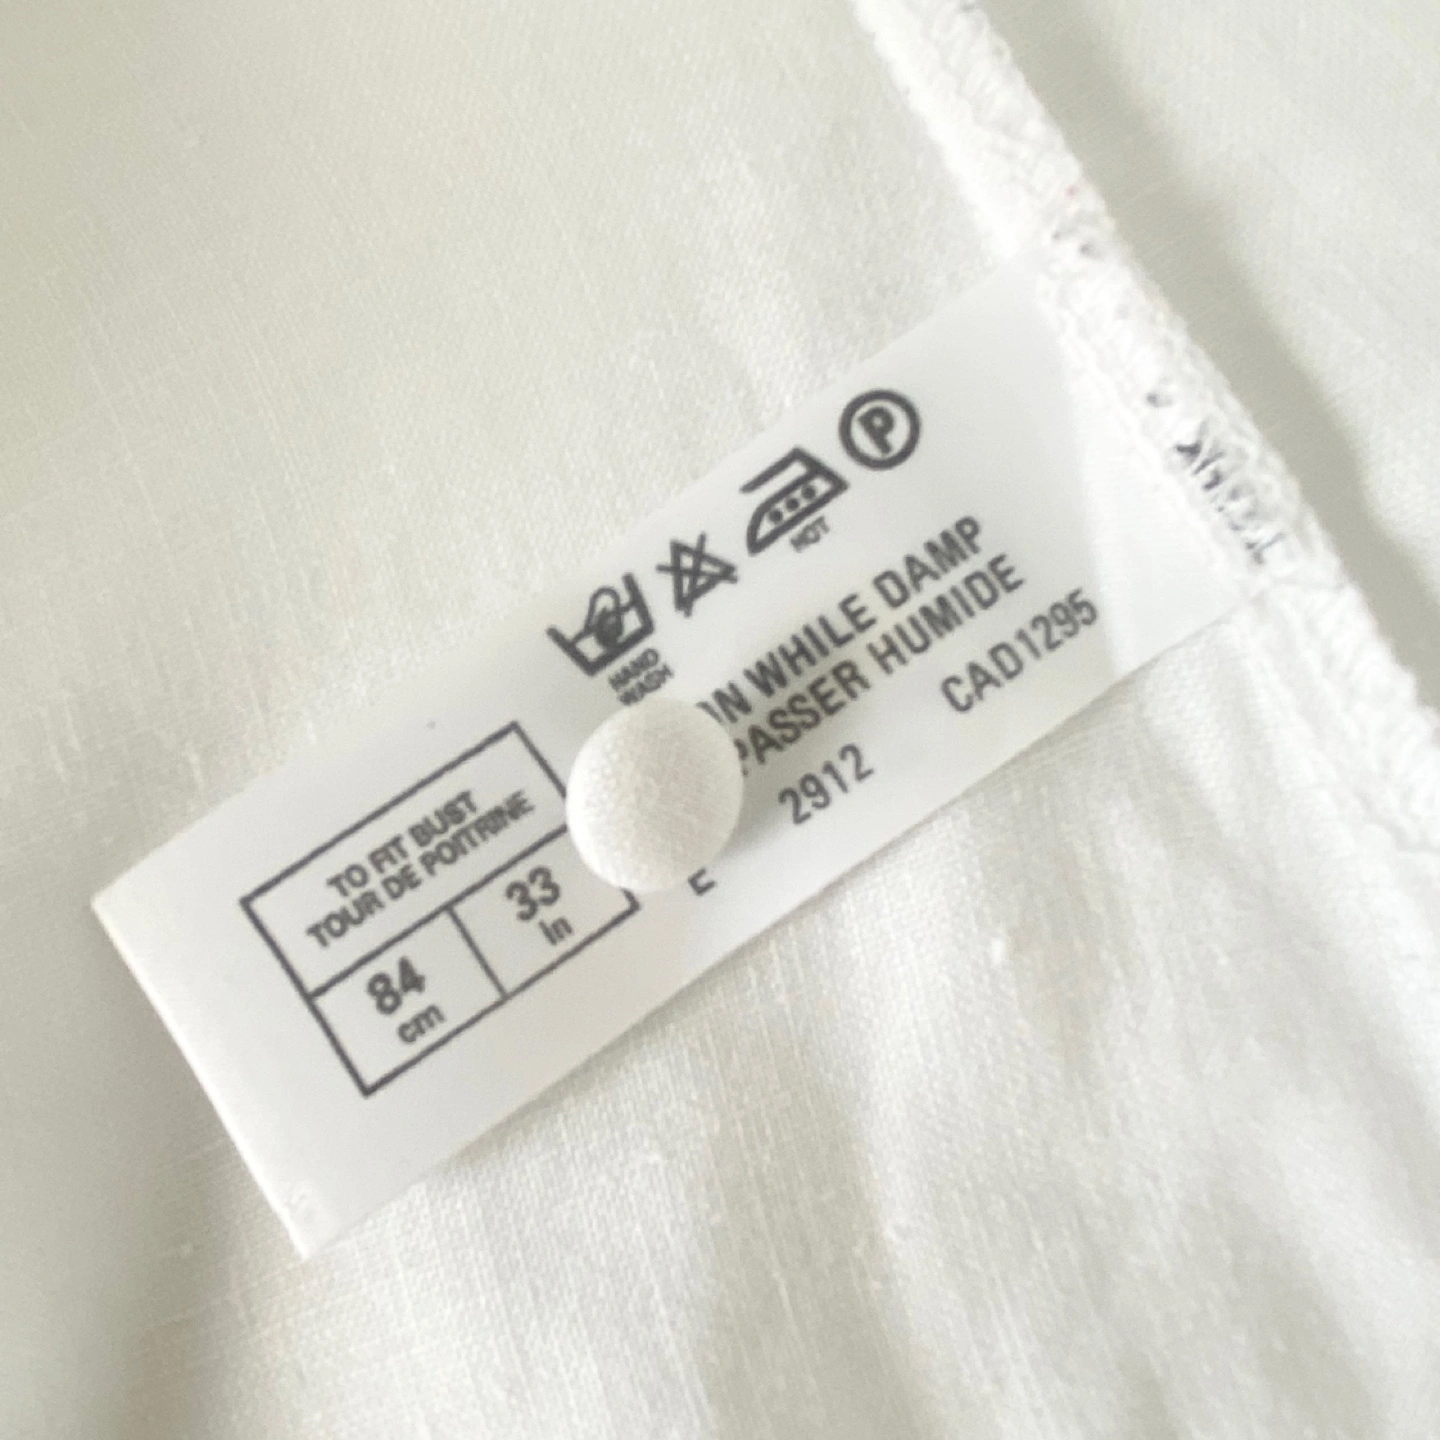 P
HOT
HAND
WASH
WHILE DAMP
PASSER HUMIDE
2912 CAD1295
TO FIT BUST
TOUR DE POITRINE
84 33
cm in